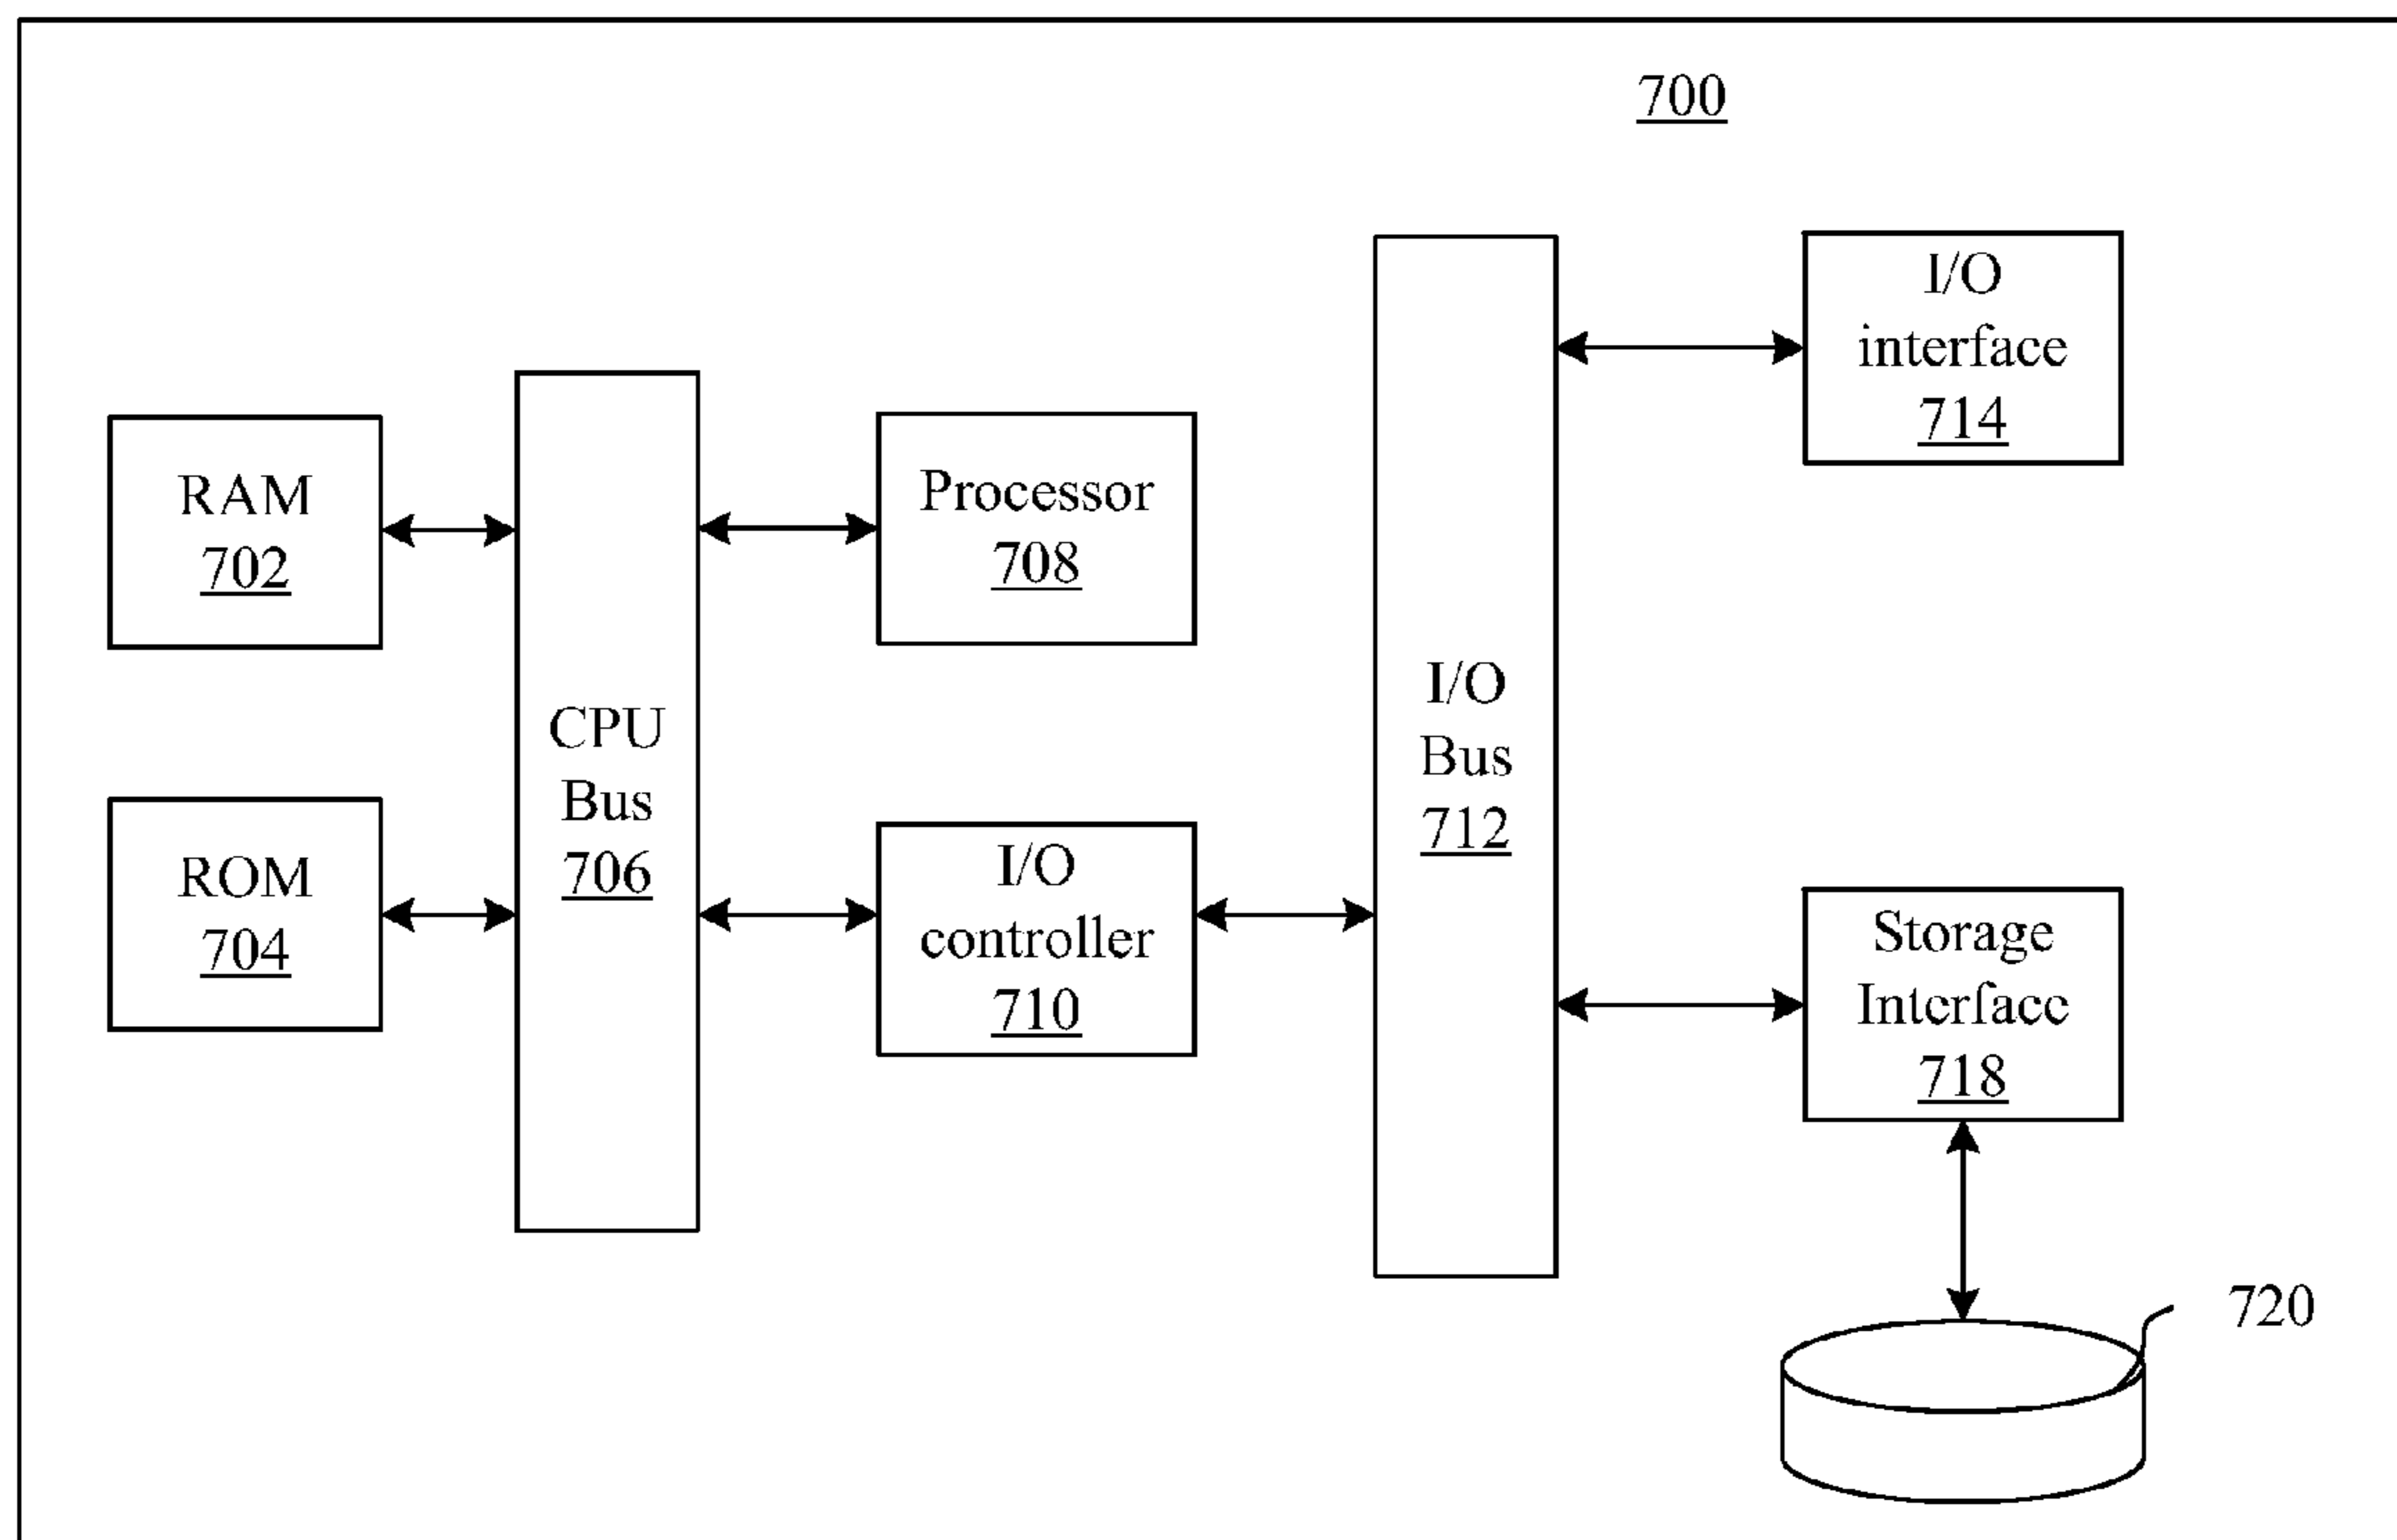 700
I/O
interface
714
RAM
702
Processor
708
CPU
Bus
706
I/O
Bus
712
ROM
704
I/O
controller
710
Storage
Interface
718
720